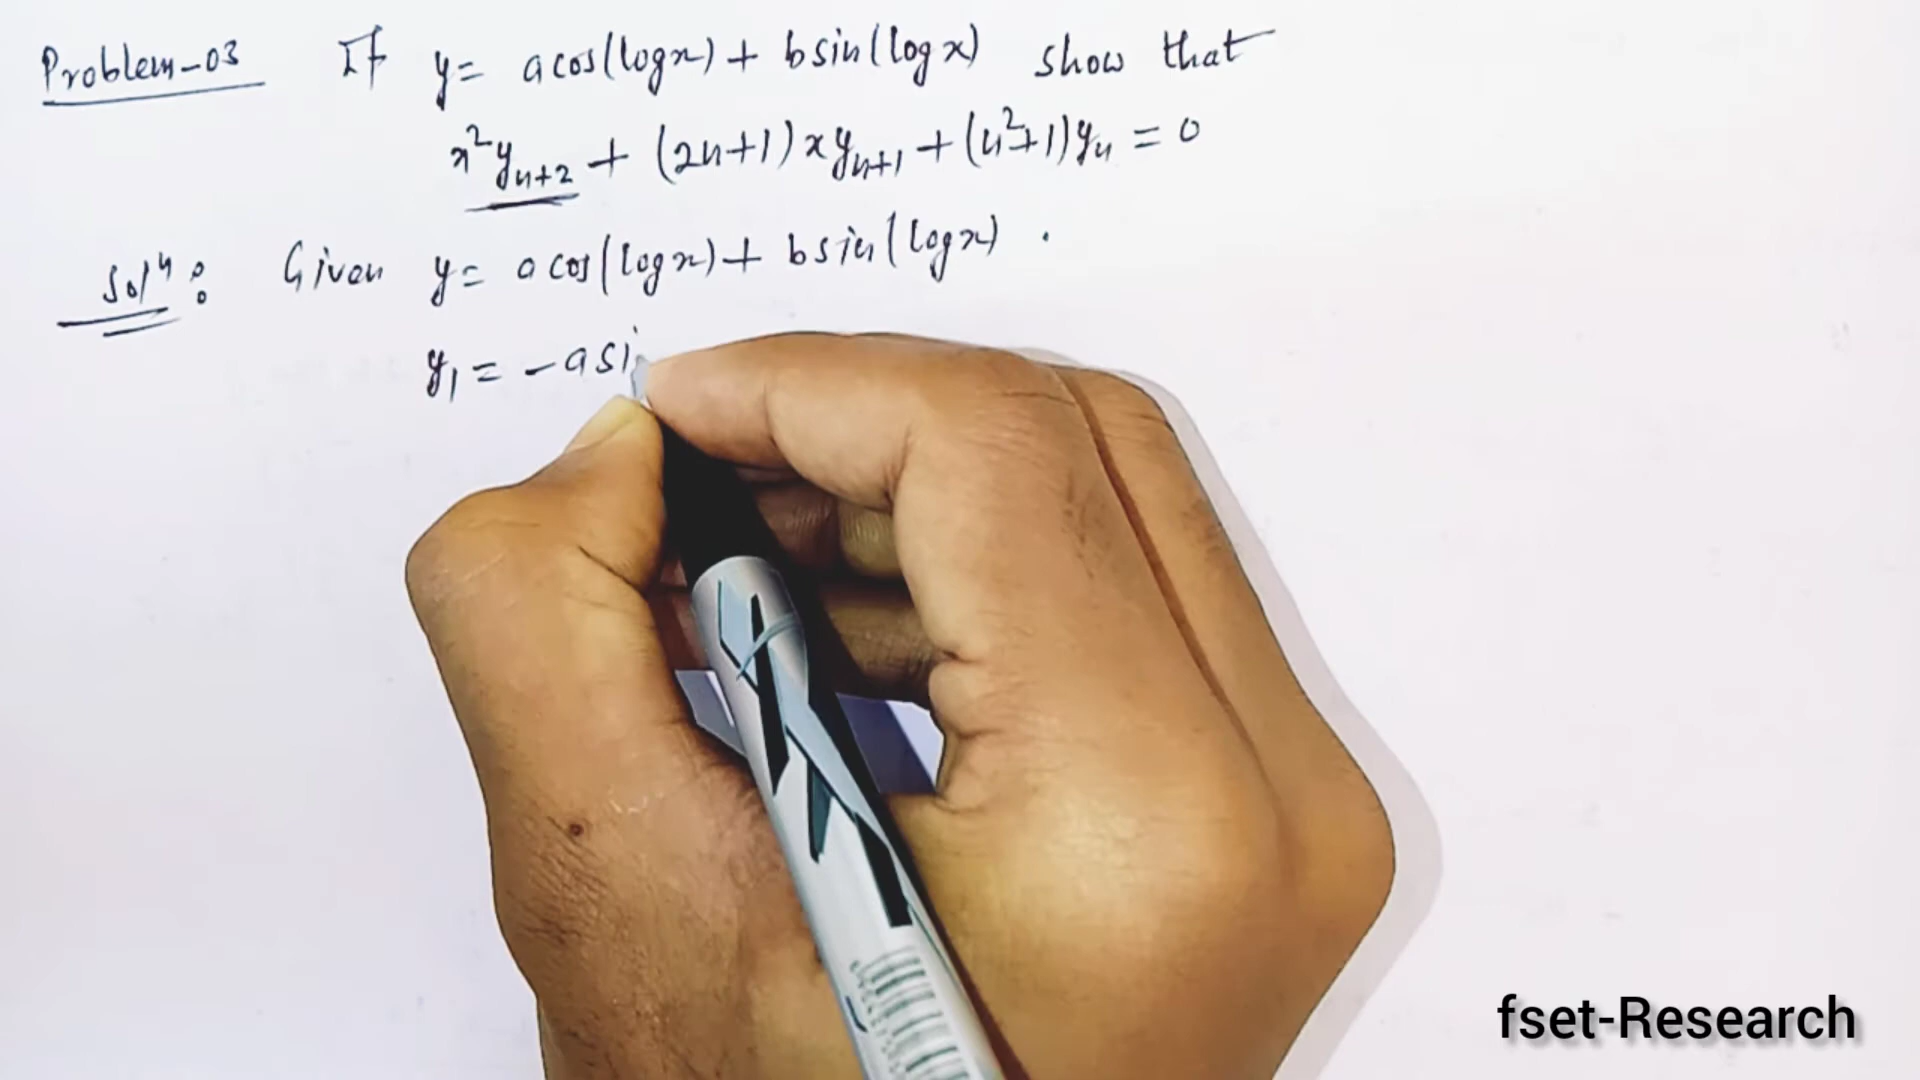 Problem-03 If y = a cos(log x) + b sin(log x) show that
x²yₙ₊₂ + (2n+1)xyₙ₊₁ + (n²+1)yₙ = 0
Solⁿ: Given y = a cos(log x) + b sin(log x).
y₁ = -a si
fset-Research